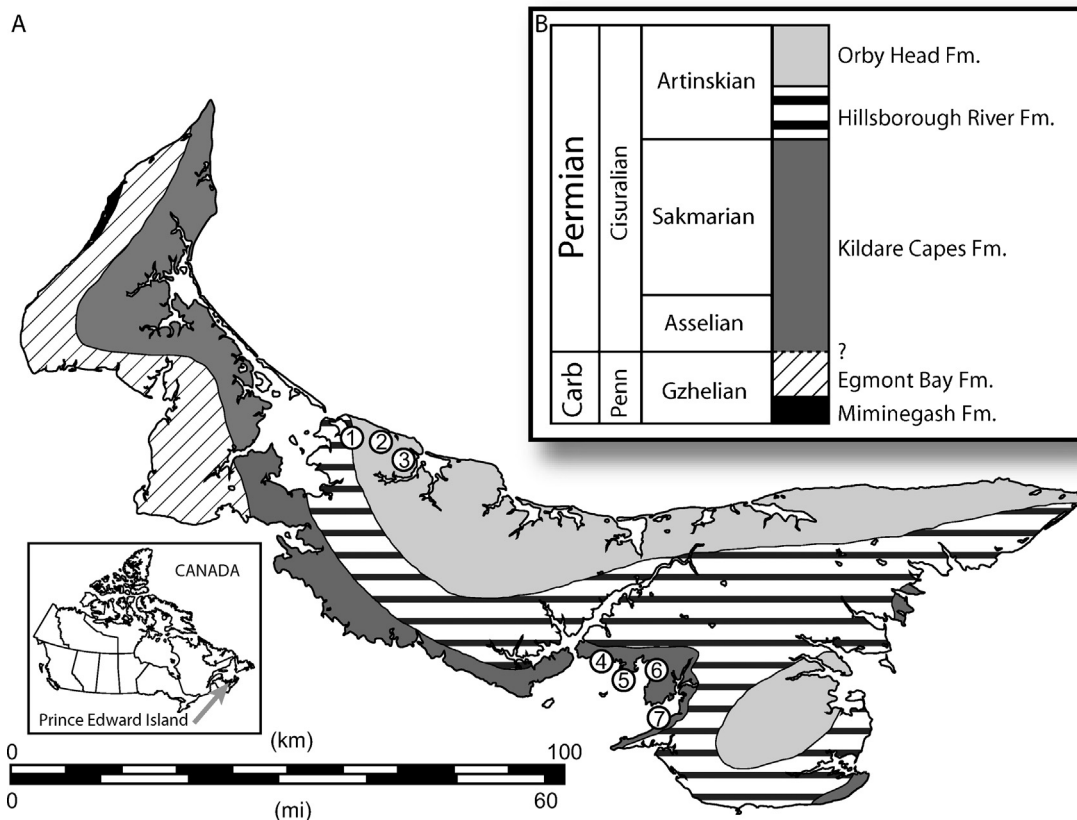 A
B
Permian
Carb
Cisuralian
Penn
Artinskian
Sakmarian
Asselian
Gzhelian
Orby Head Fm.
Hillsborough River Fm.
Kildare Capes Fm.
?
Egmont Bay Fm.
Miminegash Fm.
1
2
3
4
5
6
7
CANADA
Prince Edward Island
0 (km) 100
0 (mi) 60